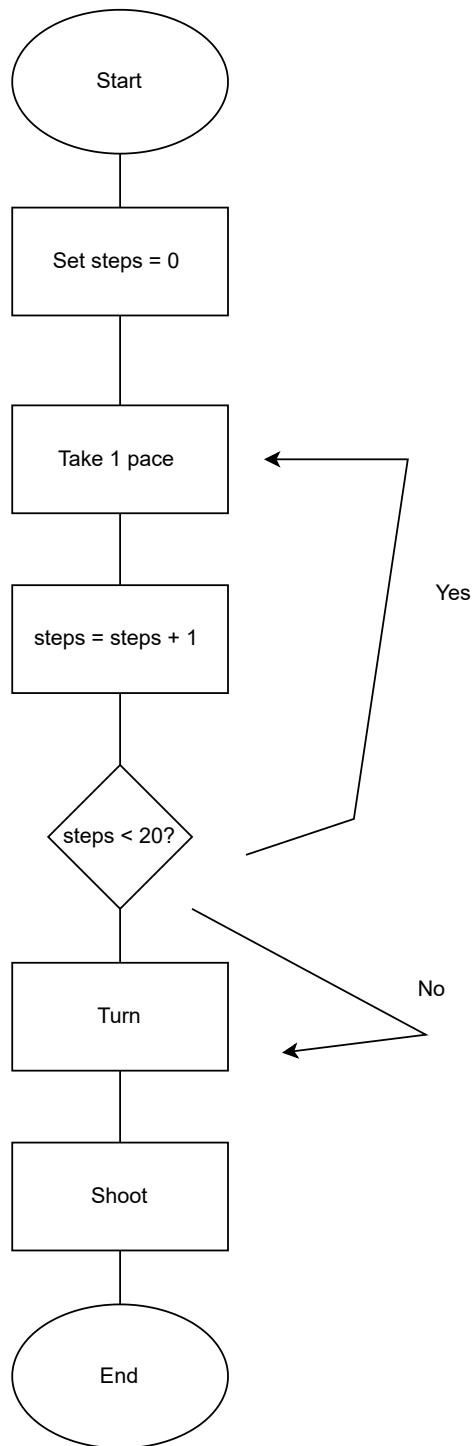 Start
Set steps = 0
Take 1 pace
Yes
steps = steps + 1
steps < 20?
No
Turn
Shoot
End